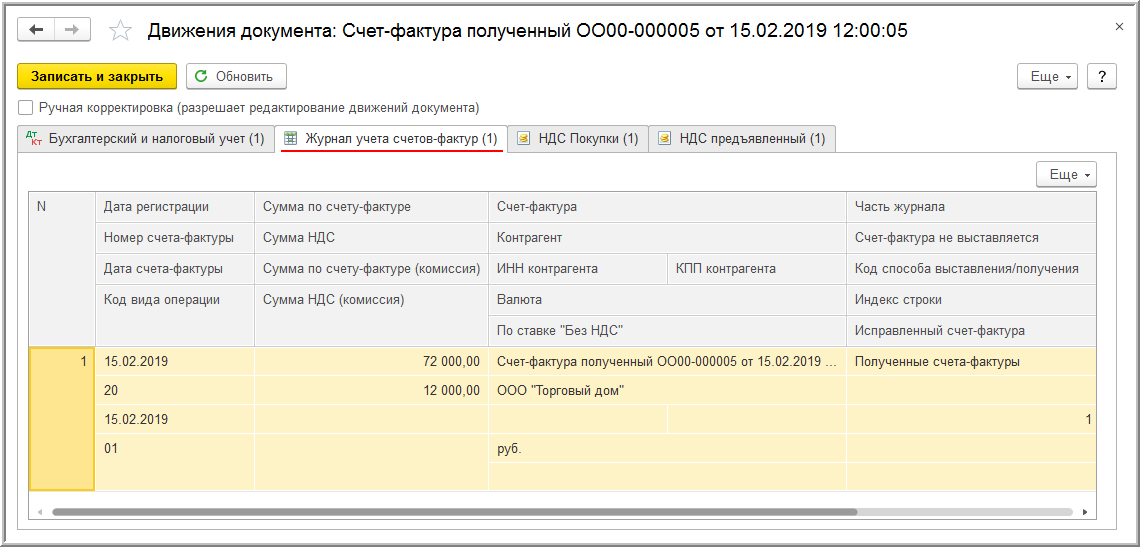 Движения документа: Счет-фактура полученный ОО00-000005 от 15.02.2019 12:00:05
Записать и закрыть Обновить Еще ?
Ручная корректировка (разрешает редактирование движений документа)
Дт Кт Бухгалтерский и налоговый учет (1) Журнал учета счетов-фактур (1) НДС Покупки (1) НДС предъявленный (1)
Еще
N Дата регистрации Сумма по счету-фактуре Счет-фактура Часть журнала
Номер счета-фактуры Сумма НДС Контрагент Счет-фактура не выставляется
Дата счета-фактуры Сумма по счету-фактуре (комиссия) ИНН контрагента КПП контрагента Код способа выставления/получения
Код вида операции Сумма НДС (комиссия) Валюта Индекс строки
По ставке "Без НДС" Исправленный счет-фактура
1 15.02.2019 72 000,00 Счет-фактура полученный ОО00-000005 от 15.02.2019 ... Полученные счета-фактуры
20 12 000,00 ООО "Торговый дом"
15.02.2019 1
01 руб.